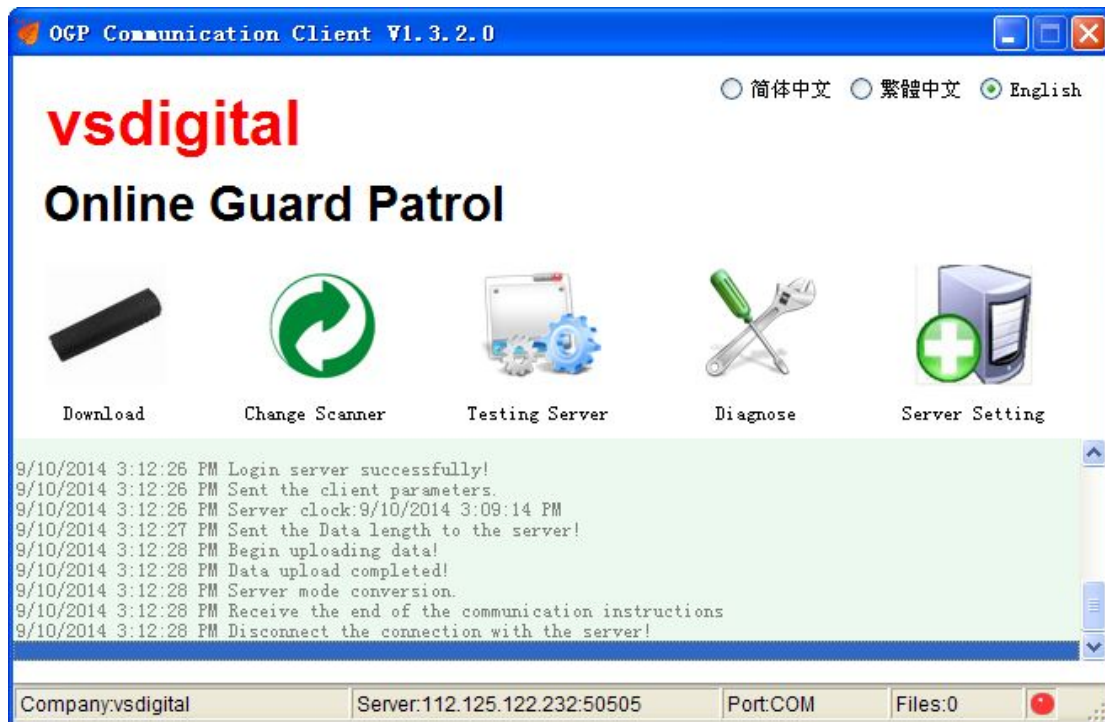 OGP Communication Client V1.3.2.0
简体中文 繁體中文 English
vsdigital
Online Guard Patrol
Download Change Scanner Testing Server Diagnose Server Setting
9/10/2014 3:12:26 PM Login server successfully!
9/10/2014 3:12:26 PM Sent the client parameters.
9/10/2014 3:12:26 PM Server clock:9/10/2014 3:09:14 PM
9/10/2014 3:12:27 PM Sent the Data length to the server!
9/10/2014 3:12:28 PM Begin uploading data!
9/10/2014 3:12:28 PM Data upload completed!
9/10/2014 3:12:28 PM Server mode conversion.
9/10/2014 3:12:28 PM Receive the end of the communication instructions
9/10/2014 3:12:28 PM Disconnect the connection with the server!
Company:vsdigital Server:112.125.122.232:50505 Port:COM Files:0